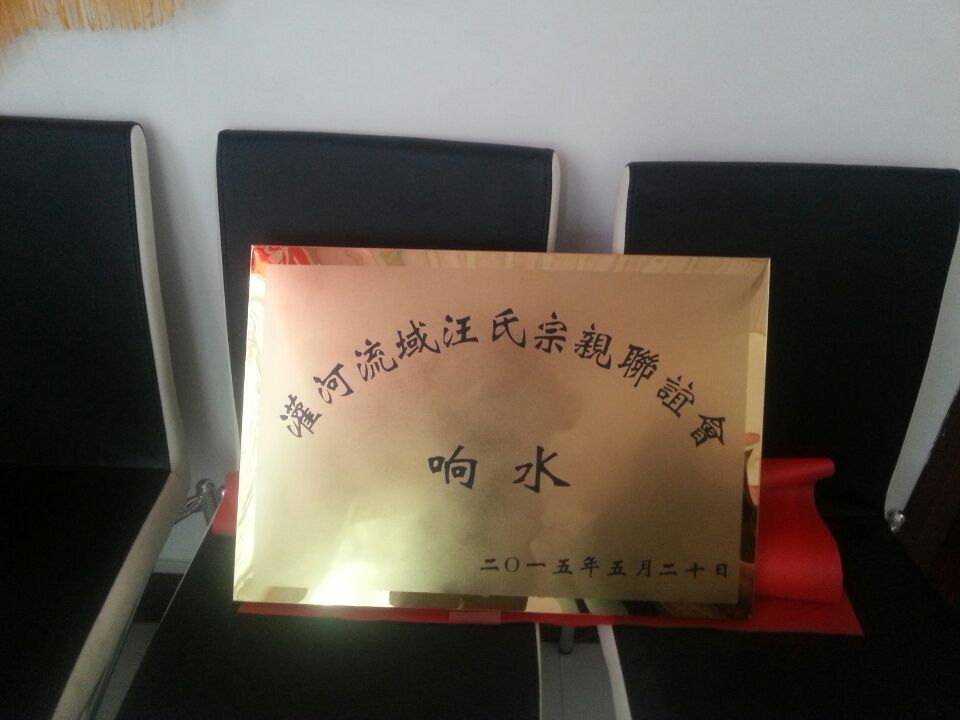 灌河流域汪氏宗親聯誼會
响水
二〇一五年五月二十日